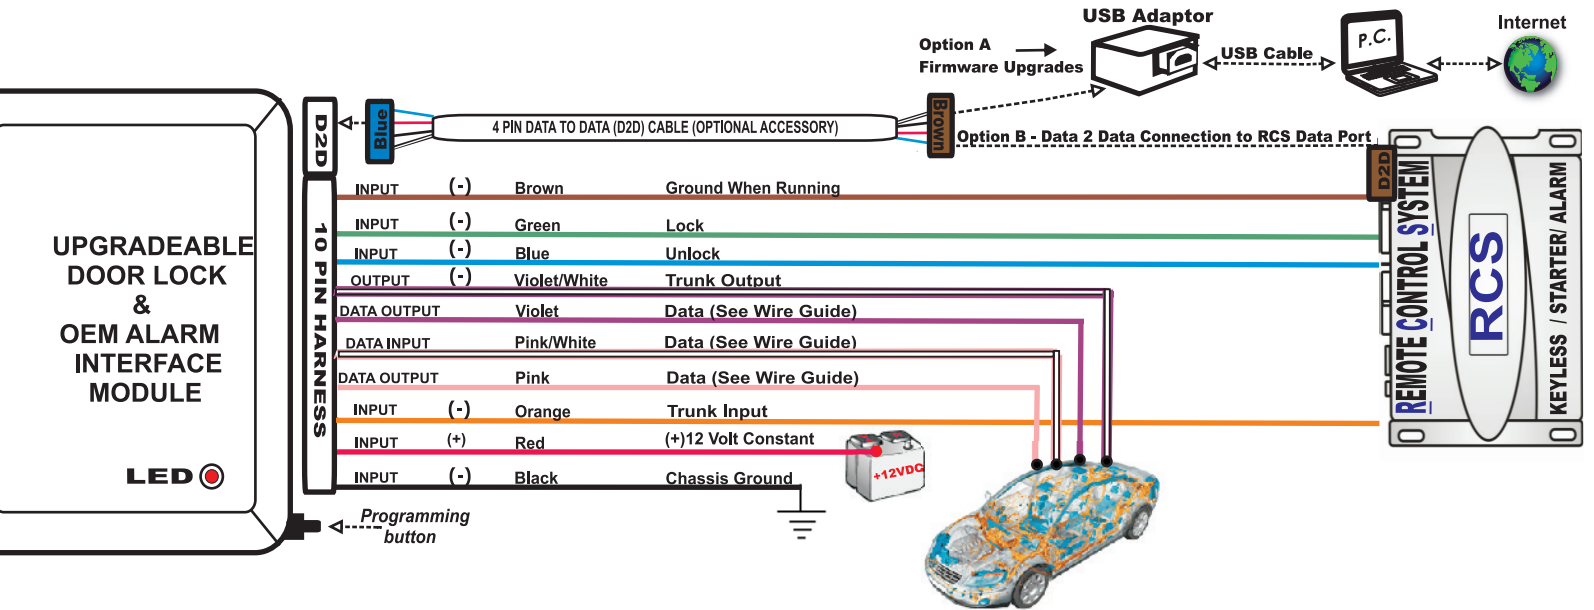 USB Adaptor
Internet
Option A
Firmware Upgrades
USB Cable
P.C.
D2D
Blue
4 PIN DATA TO DATA (D2D) CABLE (OPTIONAL ACCESSORY)
Brown
Option B - Data 2 Data Connection to RCS Data Port
D2D
INPUT (-) Brown Ground When Running
INPUT (-) Green Lock
INPUT (-) Blue Unlock
OUTPUT (-) Violet/White Trunk Output
DATA OUTPUT Violet Data (See Wire Guide)
DATA INPUT Pink/White Data (See Wire Guide)
DATA OUTPUT Pink Data (See Wire Guide)
INPUT (-) Orange Trunk Input
INPUT (+) Red (+)12 Volt Constant
INPUT (-) Black Chassis Ground
10 PIN HARNESS
UPGRADEABLE
DOOR LOCK
&
OEM ALARM
INTERFACE
MODULE
LED
Programming
button
+12VDC
REMOTE CONTROL SYSTEM
RCS
KEYLESS / STARTER/ ALARM